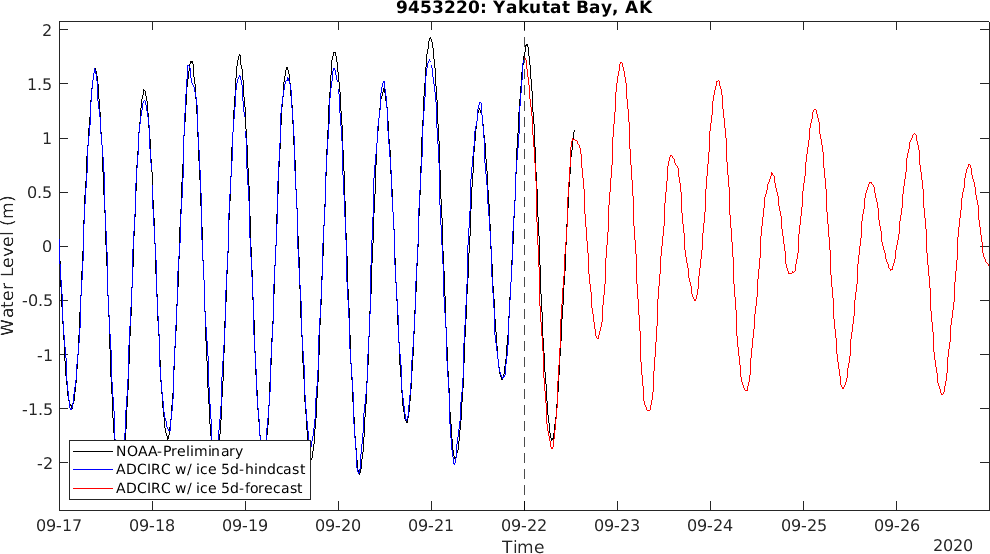 9453220: Yakutat Bay, AK
Water Level (m)
2
1.5
1
0.5
0
-0.5
-1
-1.5
-2
NOAA-Preliminary
ADCIRC w/ ice 5d-hindcast
ADCIRC w/ ice 5d-forecast
09-17 09-18 09-19 09-20 09-21 09-22 09-23 09-24 09-25 09-26
Time
2020